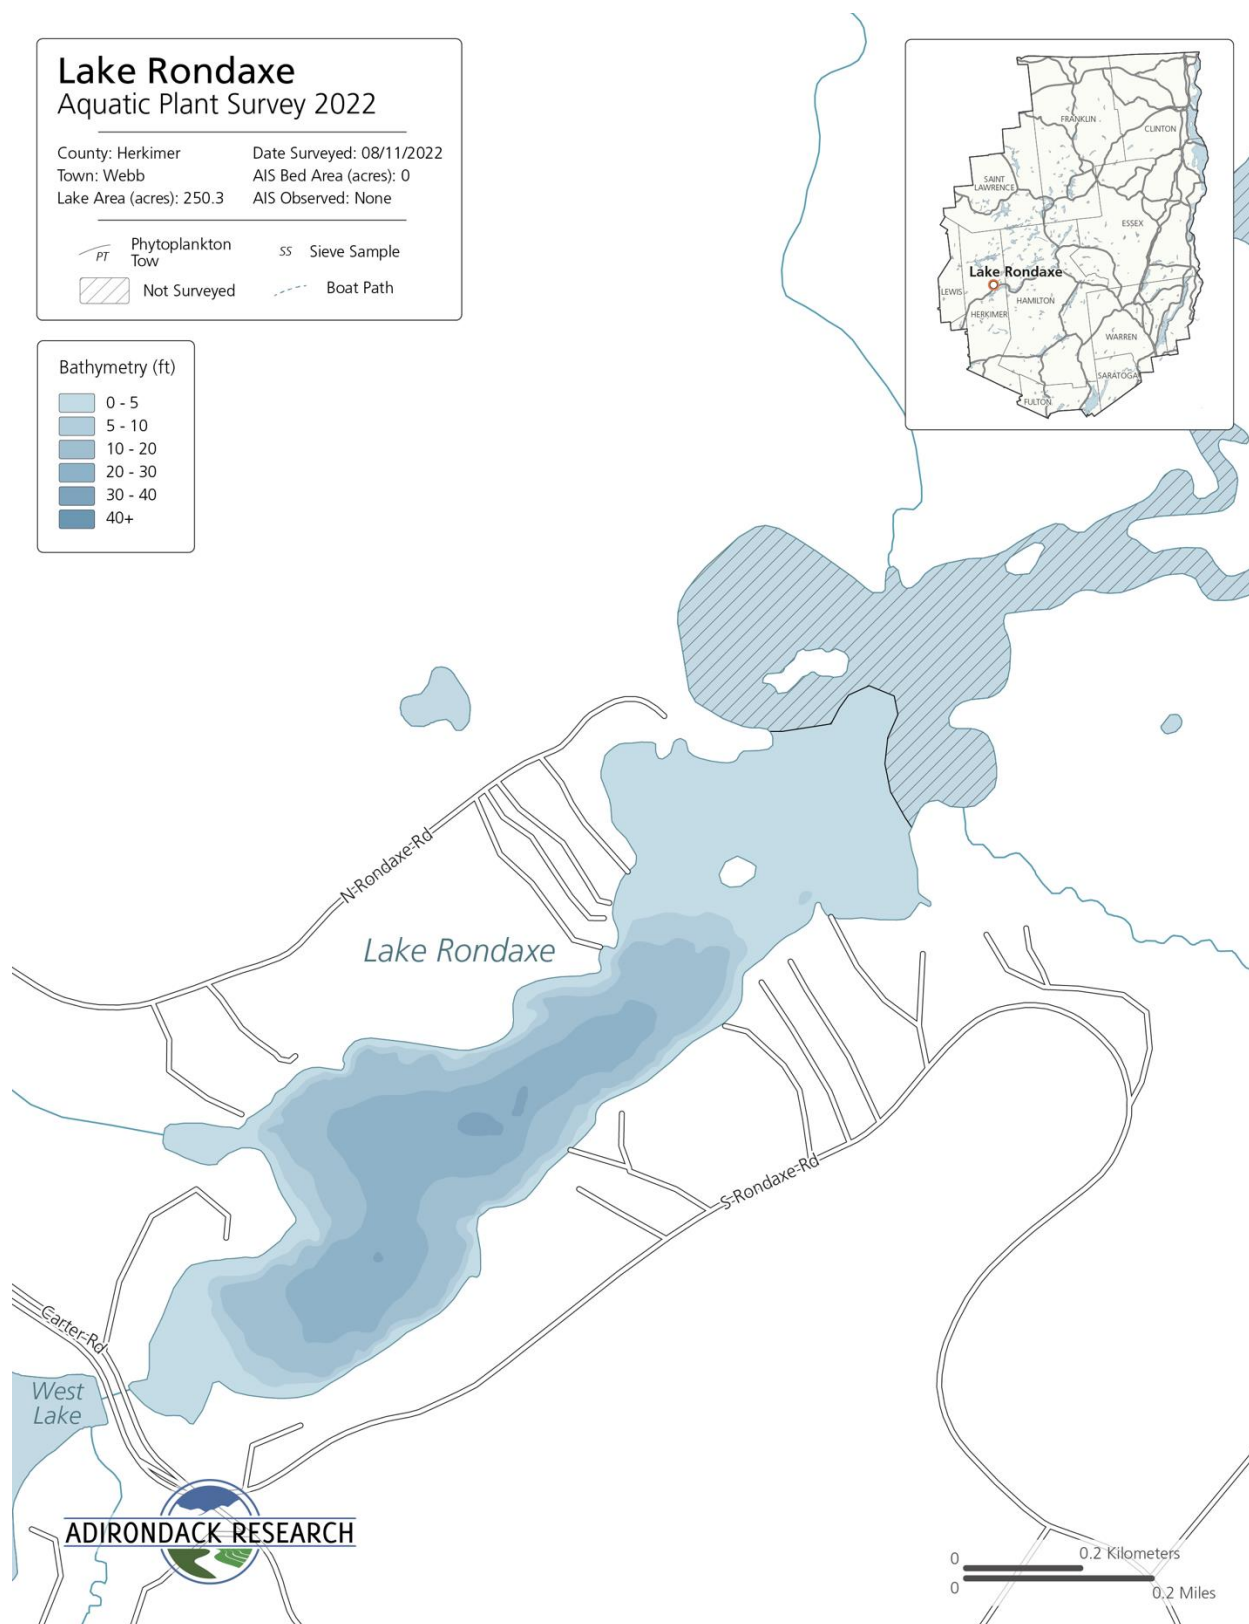 Lake Rondaxe
Aquatic Plant Survey 2022
County: Herkimer
Date Surveyed: 08/11/2022
Town: Webb
AIS Bed Area (acres): 0
Lake Area (acres): 250.3
AIS Observed: None
PT
Phytoplankton
Tow
SS
Sieve Sample
Not Surveyed
Boat Path
Bathymetry (ft)
0 - 5
5 - 10
10 - 20
20 - 30
30 - 40
40+
FRANKLIN
CLINTON
SAINT
LAWRENCE
ESSEX
Lake Rondaxe
LEWIS
HAMILTON
HERKIMER
WARREN
SARATOGA
FULTON
N-Rondaxe-Rd
Lake Rondaxe
S-Rondaxe-Rd
Carter-Rd
West
Lake
ADIRONDACK RESEARCH
0
0.2 Kilometers
0
0.2 Miles